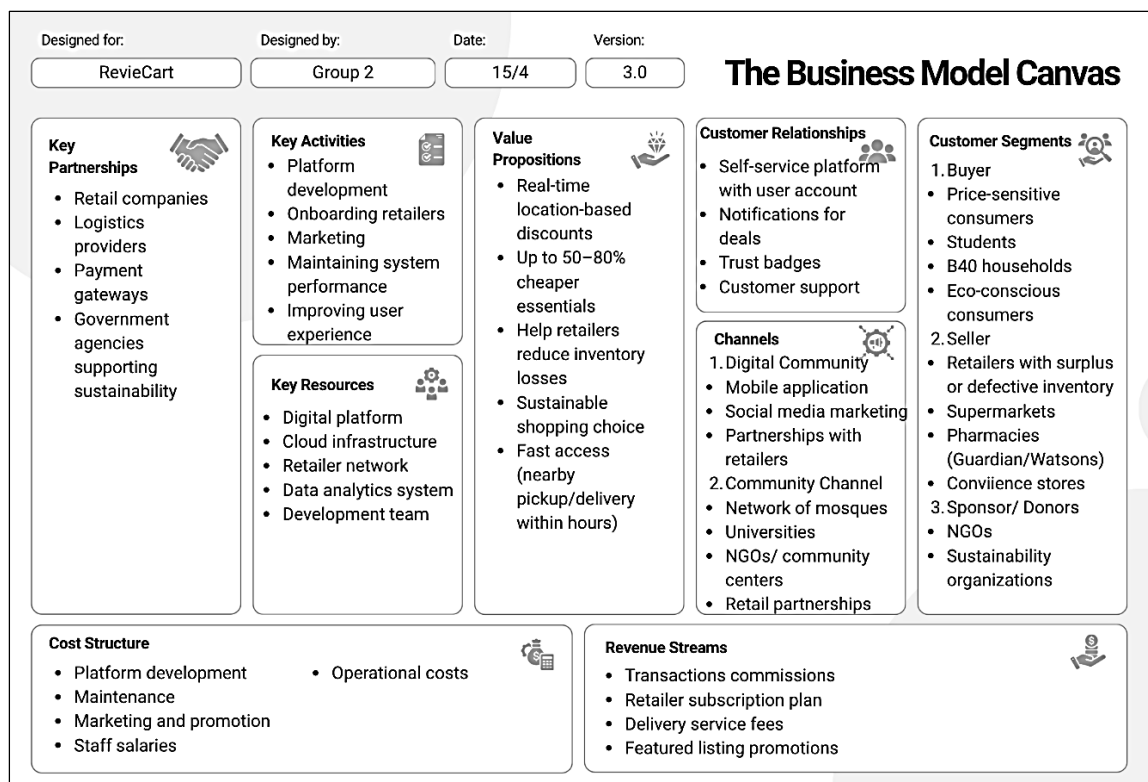 Designed for:
RevieCart
Designed by:
Group 2
Date:
15/4
Version:
3.0
The Business Model Canvas
Key
Partnerships
• Retail companies
• Logistics
providers
• Payment
gateways
• Government
agencies
supporting
sustainability
Key Activities
• Platform
development
• Onboarding retailers
• Marketing
• Maintaining system
performance
• Improving user
experience
Key Resources
• Digital platform
• Cloud infrastructure
• Retailer network
• Data analytics system
• Development team
Value
Propositions
• Real-time
location-based
discounts
• Up to 50–80%
cheaper
essentials
• Help retailers
reduce inventory
losses
• Sustainable
shopping choice
• Fast access
(nearby
pickup/delivery
within hours)
Customer Relationships
• Self-service platform
with user account
• Notifications for
deals
• Trust badges
• Customer support
Channels
1. Digital Community
• Mobile application
• Social media marketing
• Partnerships with
retailers
2. Community Channel
• Network of mosques
• Universities
• NGOs/ community
centers
• Retail partnerships
Customer Segments
1. Buyer
• Price-sensitive
consumers
• Students
• B40 households
• Eco-conscious
consumers
2. Seller
• Retailers with surplus
or defective inventory
• Supermarkets
• Pharmacies
(Guardian/Watsons)
• Conviience stores
3. Sponsor/ Donors
• NGOs
• Sustainability
organizations
Cost Structure
• Platform development
• Maintenance
• Marketing and promotion
• Staff salaries
• Operational costs
Revenue Streams
• Transactions commissions
• Retailer subscription plan
• Delivery service fees
• Featured listing promotions